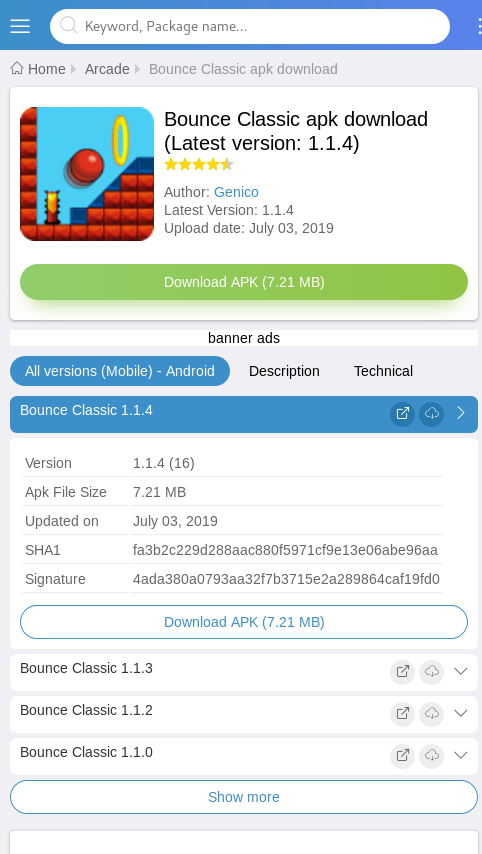 Keyword, Package name...
Home Arcade Bounce Classic apk download
Bounce Classic apk download
(Latest version: 1.1.4)
Author: Genico
Latest Version: 1.1.4
Upload date: July 03, 2019
Download APK (7.21 MB)
banner ads
All versions (Mobile) - Android Description Technical
Bounce Classic 1.1.4
Version 1.1.4 (16)
Apk File Size 7.21 MB
Updated on July 03, 2019
SHA1 fa3b2c229d288aac880f5971cf9e13e06abe96aa
Signature 4ada380a0793aa32f7b3715e2a289864caf19fd0
Download APK (7.21 MB)
Bounce Classic 1.1.3
Bounce Classic 1.1.2
Bounce Classic 1.1.0
Show more